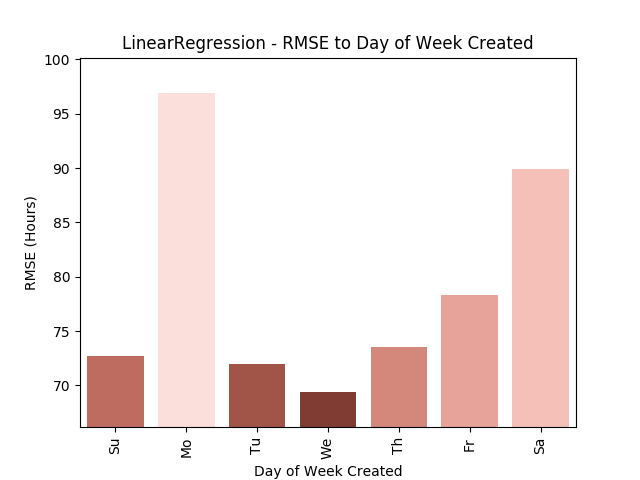 LinearRegression - RMSE to Day of Week Created
100
95
90
85
80
75
70
RMSE (Hours)
Su
Mo
Tu
We
Th
Fr
Sa
Day of Week Created